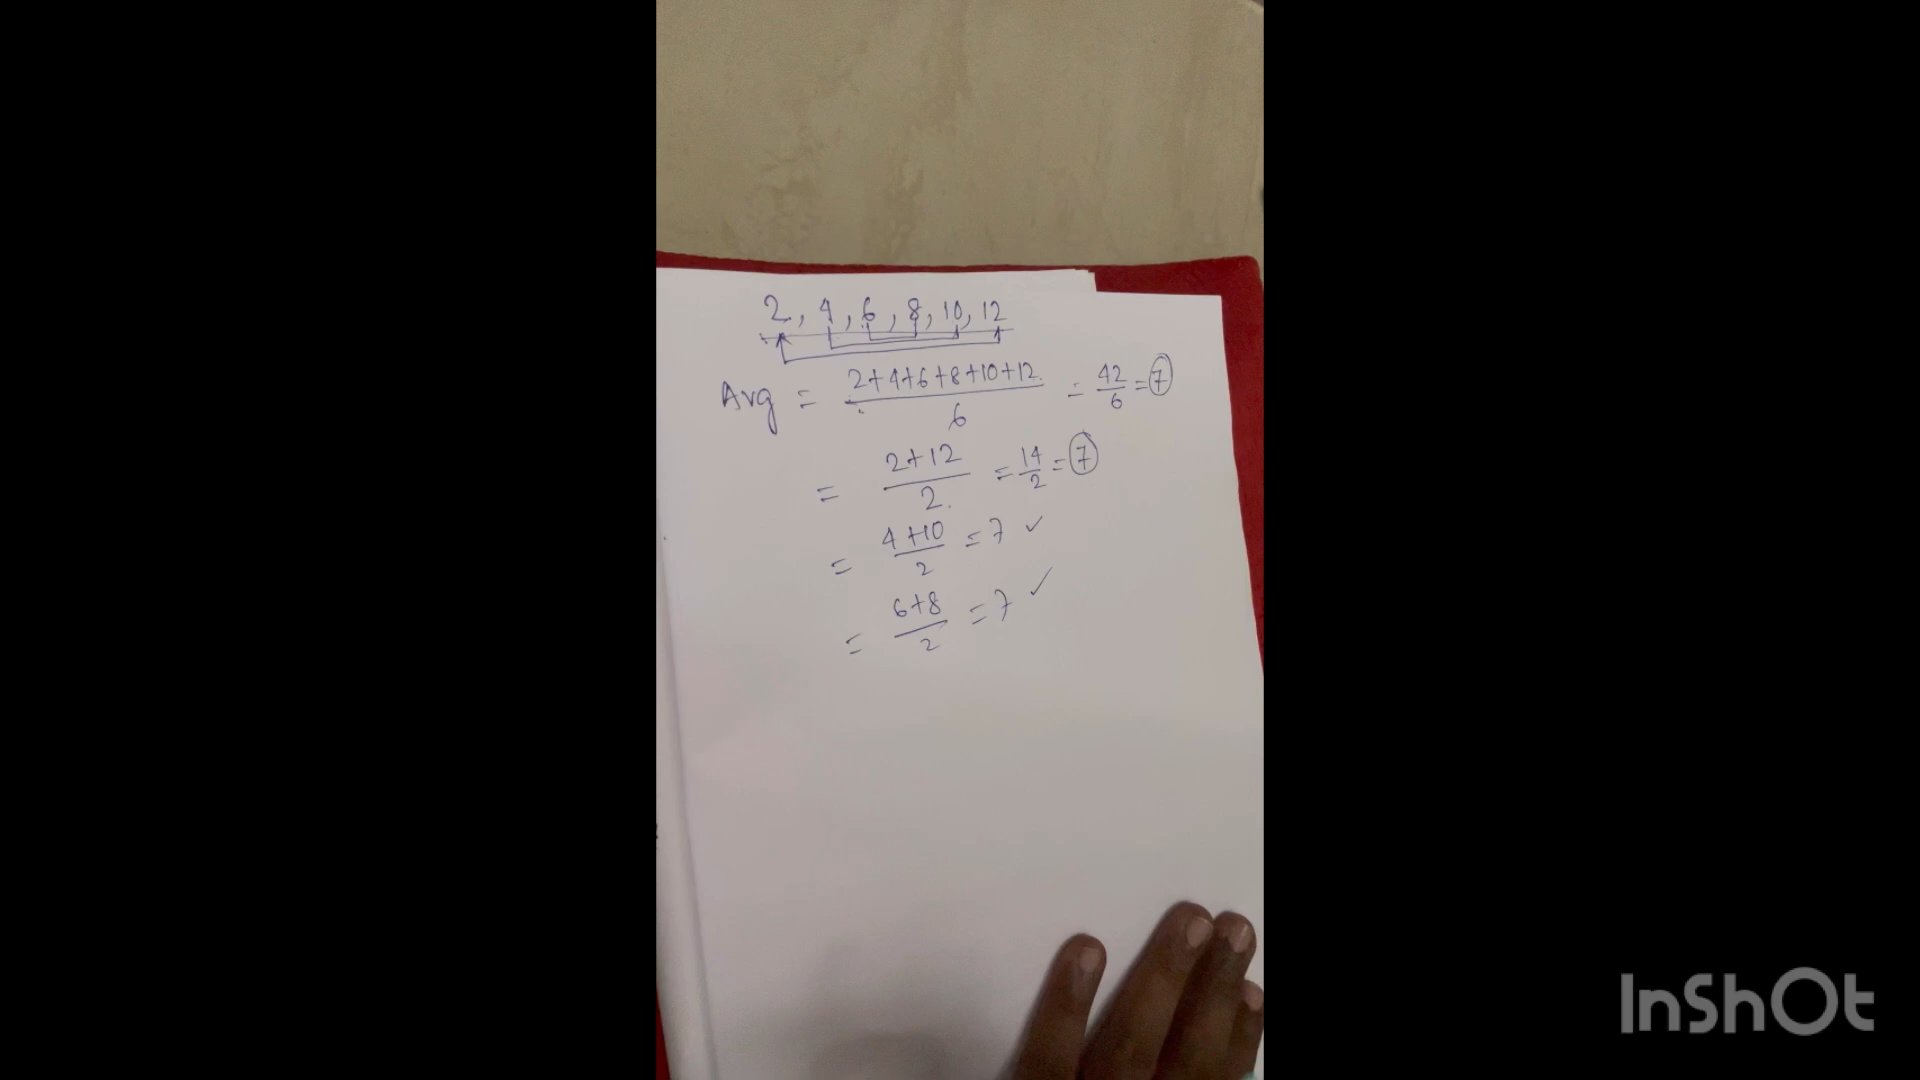 2, 4, 6, 8, 10, 12
Avg = 2+4+6+8+10+12 / 6 = 42/6 = 7
= 2+12 / 2 = 14/2 = 7
= 4+10 / 2 = 7 ✓
= 6+8 / 2 = 7 ✓
InShOt